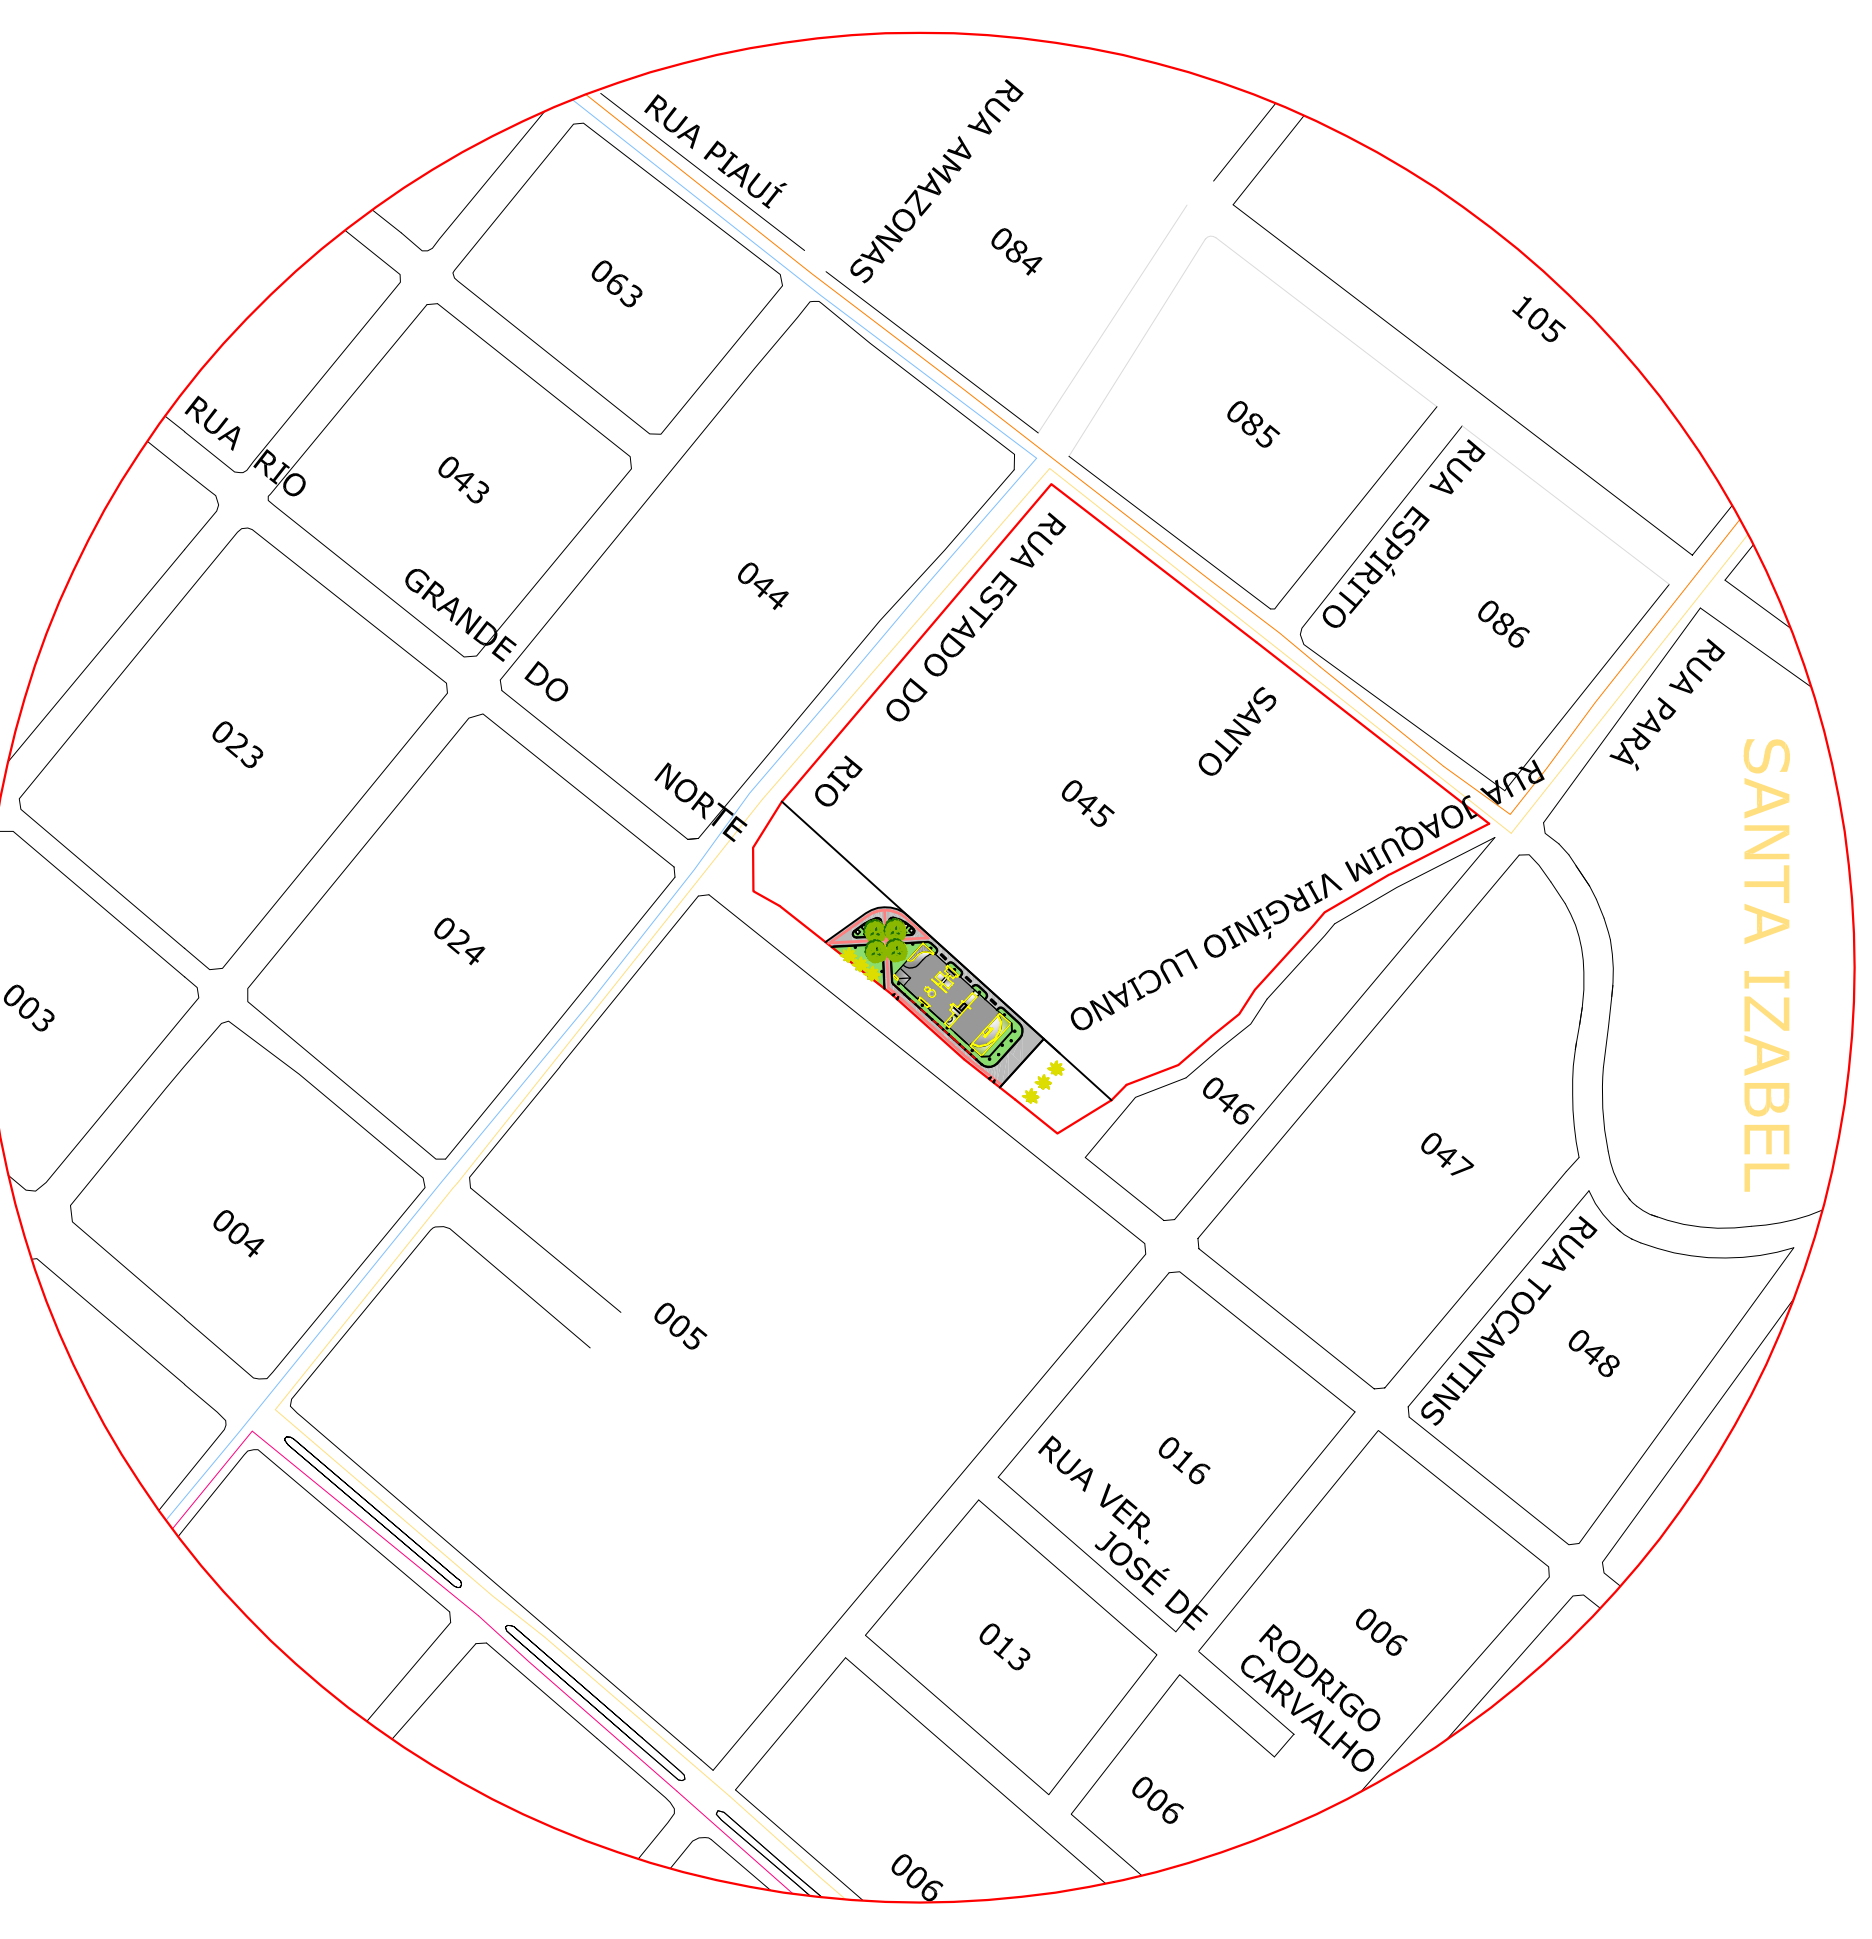 RUA PIAUÍ
RUA AMAZONAS
084
063
105
085
RUA RIO GRANDE DO NORTE
043
044
RUA ESTADO DO RIO
RUA ESPÍRITO SANTO
086
RUA PARÁ
023
045
RUA JOAQUIM VIRGÍNIO LUCIANO
SANTA IZABEL
024
003
046
047
004
005
RUA TOCANTINS
048
016
RUA VER.
JOSÉ DE
RODRIGO
CARVALHO
013
006
006
006